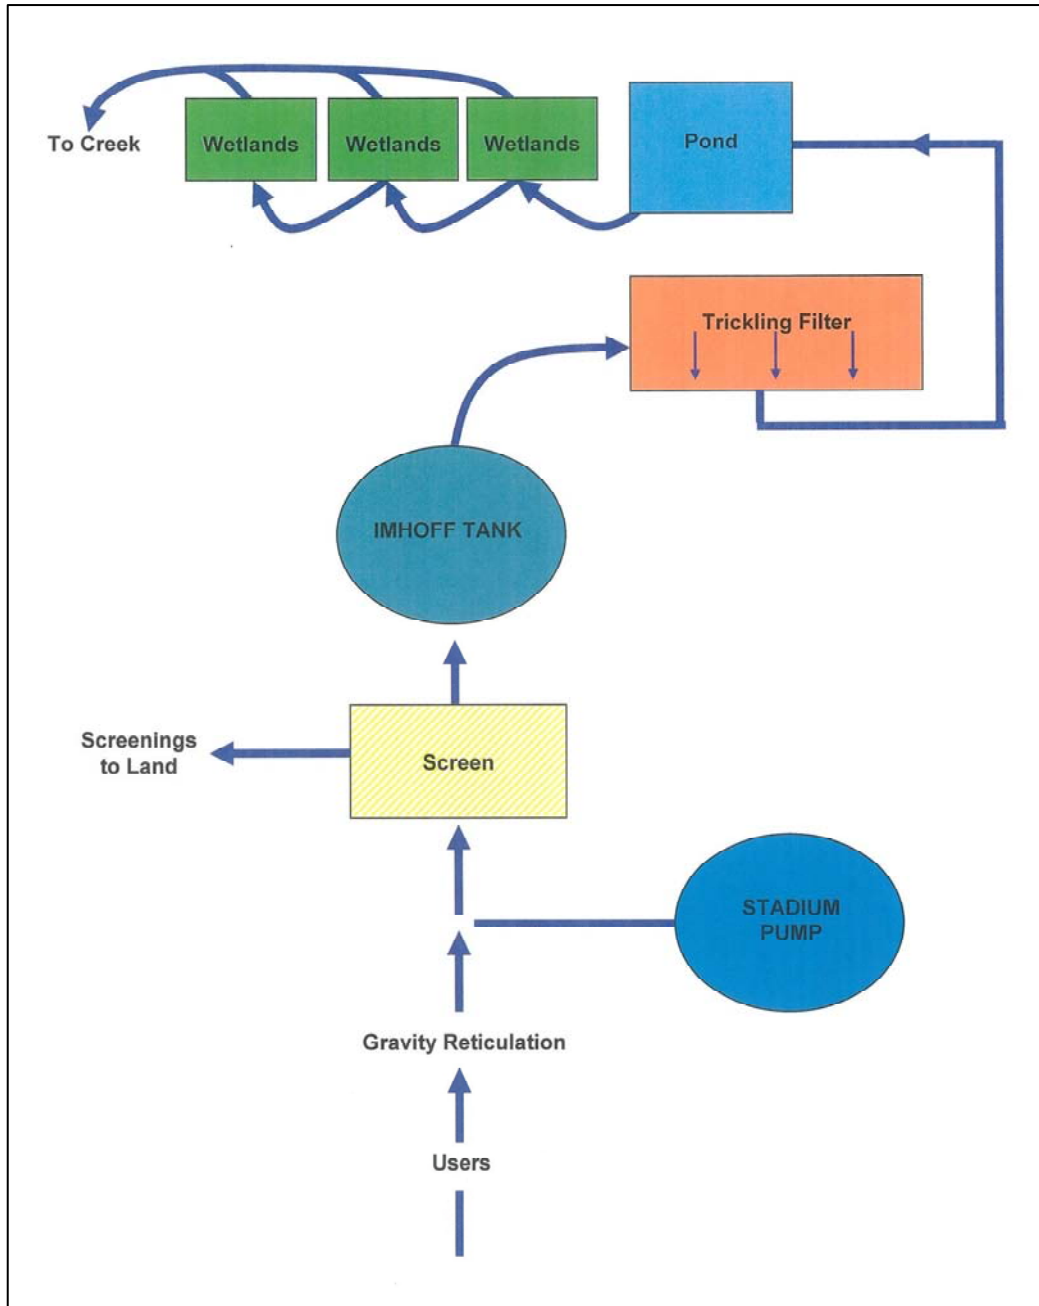 To Creek
Wetlands
Wetlands
Wetlands
Pond
Trickling Filter
IMHOFF TANK
Screenings
to Land
Screen
STADIUM
PUMP
Gravity Reticulation
Users